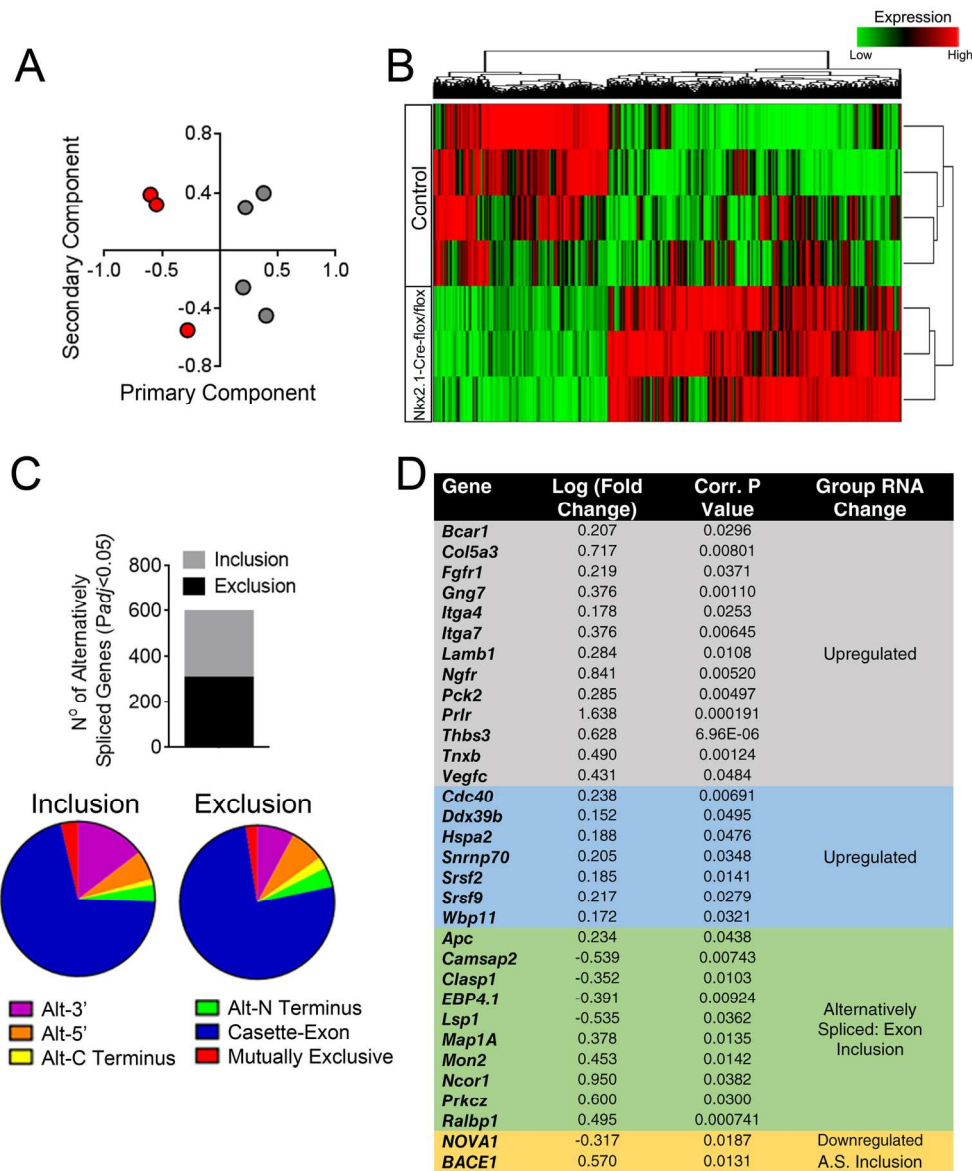 Expression
Low High
A
B
Secondary Component
0.8
0.4
-1.0 -0.5 0.5 1.0
-0.4
-0.8
Primary Component
Control
Nkx2.1-Cre-flox/flox
C
N° of Alternatively
Spliced Genes (Padj<0.05)
Inclusion
Exclusion
800
600
400
200
0
Inclusion Exclusion
Alt-3' Alt-N Terminus
Alt-5' Casette-Exon
Alt-C Terminus Mutually Exclusive
D
Gene Log (Fold Corr. P Group RNA
Change) Value Change
Bcar1 0.207 0.0296
Col5a3 0.717 0.00801
Fgfr1 0.219 0.0371
Gng7 0.376 0.00110
Itga4 0.178 0.0253
Itga7 0.376 0.00645
Lamb1 0.284 0.0108 Upregulated
Ngfr 0.841 0.00520
Pck2 0.285 0.00497
Prlr 1.638 0.000191
Thbs3 0.628 6.96E-06
Tnxb 0.490 0.00124
Vegfc 0.431 0.0484
Cdc40 0.238 0.00691
Ddx39b 0.152 0.0495
Hspa2 0.188 0.0476
Snrnp70 0.205 0.0348 Upregulated
Srsf2 0.185 0.0141
Srsf9 0.217 0.0279
Wbp11 0.172 0.0321
Apc 0.234 0.0438
Camsap2 -0.539 0.00743
Clasp1 -0.352 0.0103
EBP4.1 -0.391 0.00924 Alternatively
Lsp1 -0.535 0.0362 Spliced: Exon
Map1A 0.378 0.0135 Inclusion
Mon2 0.453 0.0142
Ncor1 0.950 0.0382
Prkcz 0.600 0.0300
Ralbp1 0.495 0.000741
NOVA1 -0.317 0.0187 Downregulated
BACE1 0.570 0.0131 A.S. Inclusion